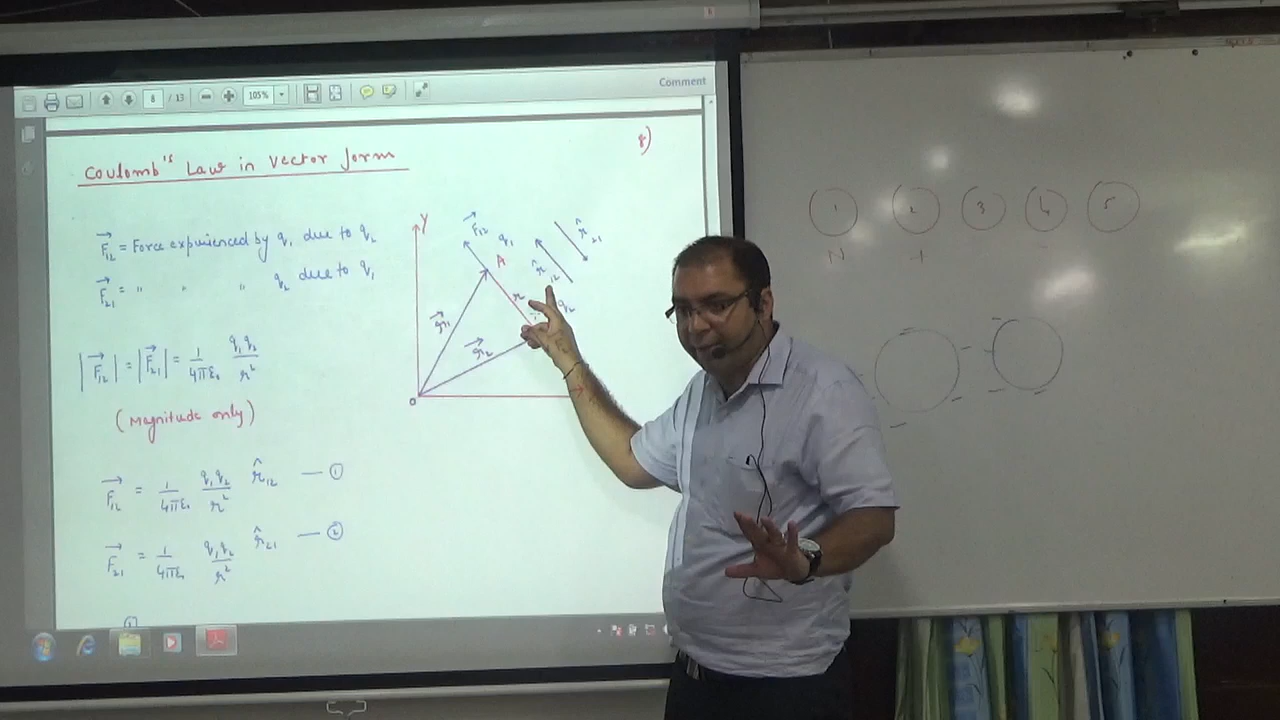 Comment
8 / 13
105%
Coulomb's Law in vector form
8)
F₁₂ = Force experienced by q₁ due to q₂
F₂₁ = " " " q₂ due to q₁
|F₁₂| = |F₂₁| = 1/4πε₀ q₁q₂/r²
(Magnitude only)
F₁₂ = 1/4πε₀ q₁q₂/r² r̂₁₂ — ①
F₂₁ = 1/4πε₀ q₁q₂/r² r̂₂₁ — ②
Y
F₁₂
q₁
A
r̂₁₂
r̂₂₁
r
q₂
r₁
r₂
O
1 2 3 4 5
N +